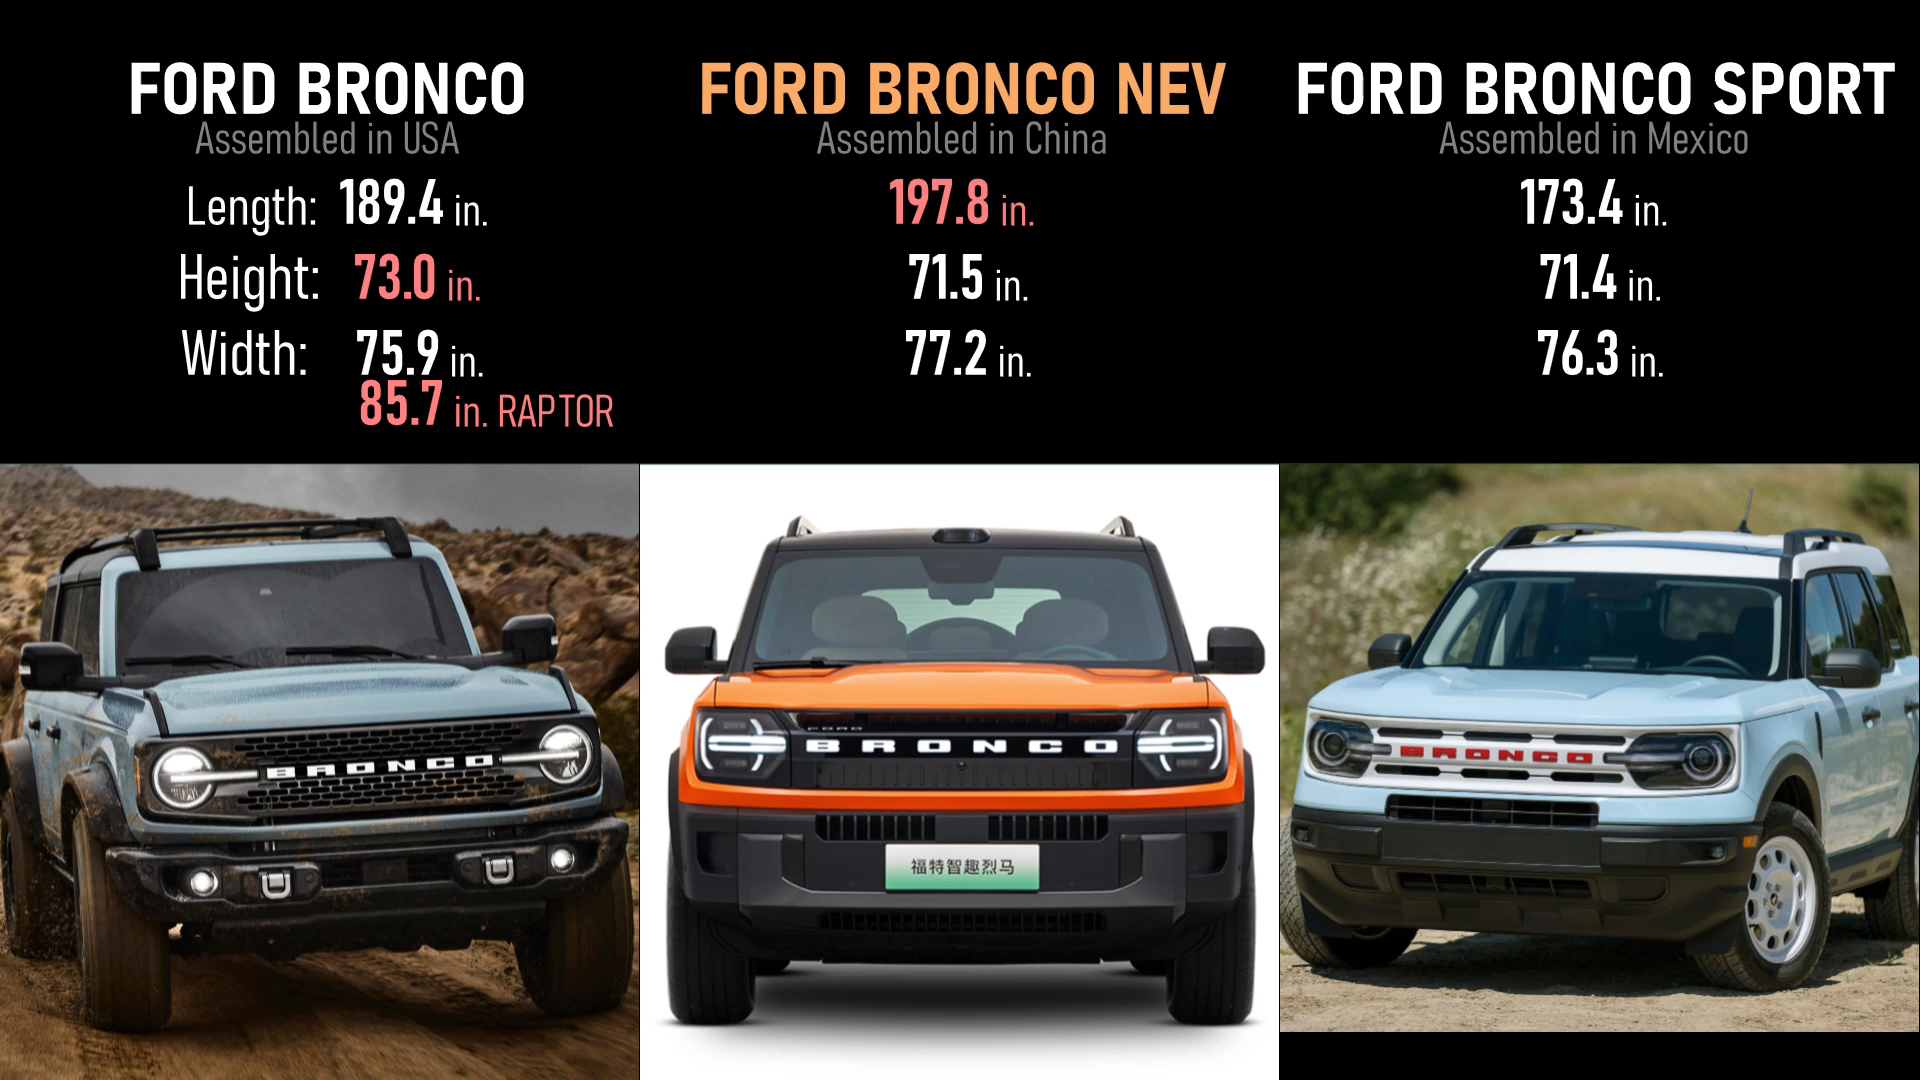 FORD BRONCO
Assembled in USA
Length: 189.4 in.
Height: 73.0 in.
Width: 75.9 in.
85.7 in. RAPTOR
FORD BRONCO NEV
Assembled in China
197.8 in.
71.5 in.
77.2 in.
FORD BRONCO SPORT
Assembled in Mexico
173.4 in.
71.4 in.
76.3 in.
BRONCO
FORD
BRONCO
福特智趣烈马
BRONCO